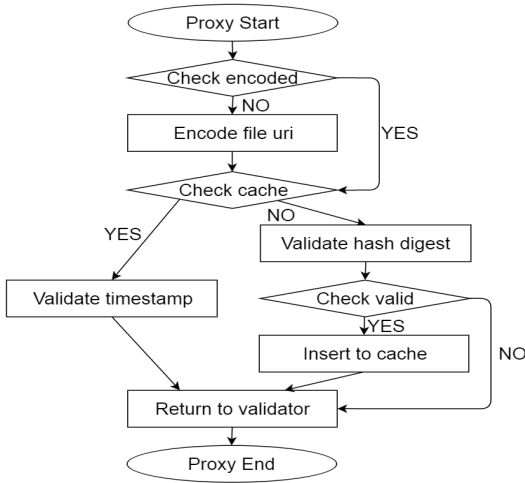 Proxy Start
Check encoded
NO
YES
Encode file uri
Check cache
NO
YES
Validate hash digest
Validate timestamp
Check valid
YES
NO
Insert to cache
Return to validator
Proxy End